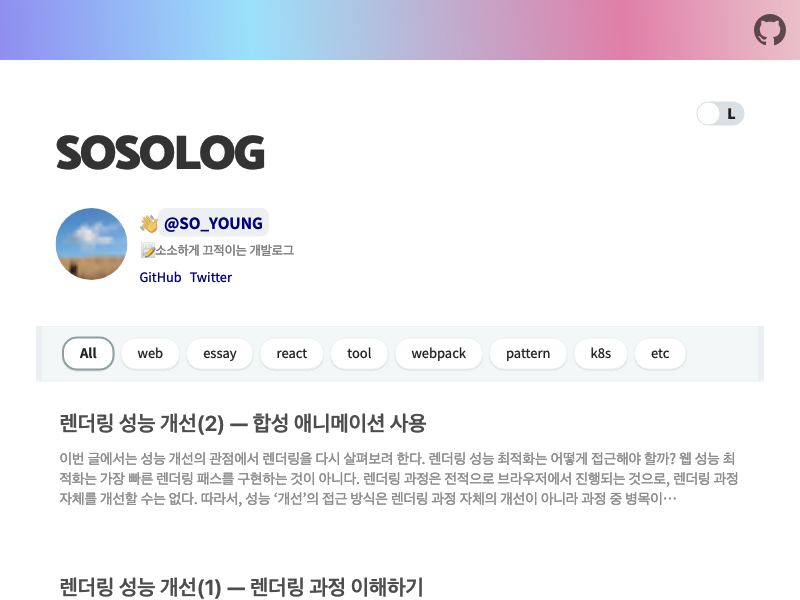 L
SOSOLOG
👋 @SO_YOUNG
📝소소하게 끄적이는 개발로그
GitHub Twitter
All web essay react tool webpack pattern k8s etc
렌더링 성능 개선(2) — 합성 애니메이션 사용
이번 글에서는 성능 개선의 관점에서 렌더링을 다시 살펴보려 한다. 렌더링 성능 최적화는 어떻게 접근해야 할까? 웹 성능 최
적화는 가장 빠른 렌더링 패스를 구현하는 것이 아니다. 렌더링 과정은 전적으로 브라우저에서 진행되는 것으로, 렌더링 과정
자체를 개선할 수는 없다. 따라서, 성능 ‘개선’의 접근 방식은 렌더링 과정 자체의 개선이 아니라 과정 중 병목이…
렌더링 성능 개선(1) — 렌더링 과정 이해하기